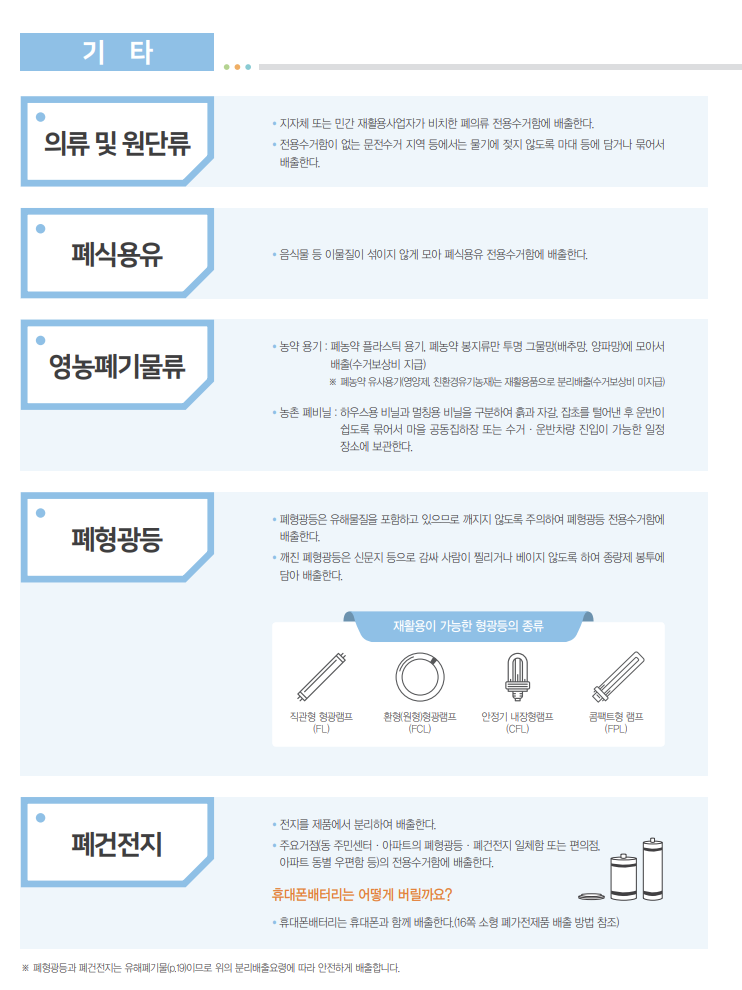 기 타
의류 및 원단류
• 지자체 또는 민간 재활용사업자가 비치한 폐의류 전용수거함에 배출한다.
• 전용수거함이 없는 문전수거 지역 등에서는 물기에 젖지 않도록 마대 등에 담거나 묶어서
배출한다.
폐식용유
• 음식물 등 이물질이 섞이지 않게 모아 폐식용유 전용수거함에 배출한다.
영농폐기물류
• 농약 용기 : 폐농약 플라스틱 용기, 폐농약 봉지류만 투명 그물망(배추망, 양파망)에 모아서
배출(수거보상비 지급)
※ 폐농약 유사용기(영양제, 친환경유기농재)는 재활용품으로 분리배출(수거보상비 미지급)
• 농촌 폐비닐 : 하우스용 비닐과 멀칭용 비닐을 구분하여 흙과 자갈, 잡초를 털어낸 후 운반이
쉽도록 묶어서 마을 공동집하장 또는 수거 · 운반차량 진입이 가능한 일정
장소에 보관한다.
폐형광등
• 폐형광등은 유해물질을 포함하고 있으므로 깨지지 않도록 주의하여 폐형광등 전용수거함에
배출한다.
• 깨진 폐형광등은 신문지 등으로 감싸 사람이 찔리거나 베이지 않도록 하여 종량제 봉투에
담아 배출한다.
재활용이 가능한 형광등의 종류
직관형 형광램프 환형(원형)형광램프 안정기 내장형램프 콤팩트형 램프
(FL) (FCL) (CFL) (FPL)
폐건전지
• 전지를 제품에서 분리하여 배출한다.
• 주요거점(동 주민센터 · 아파트의 폐형광등 · 폐건전지 일체함 또는 편의점,
아파트 동별 우편함 등)의 전용수거함에 배출한다.
휴대폰배터리는 어떻게 버릴까요?
• 휴대폰배터리는 휴대폰과 함께 배출한다.(16쪽 소형 폐가전제품 배출 방법 참조)
※ 폐형광등과 폐건전지는 유해폐기물(p.19)이므로 위의 분리배출요령에 따라 안전하게 배출합니다.